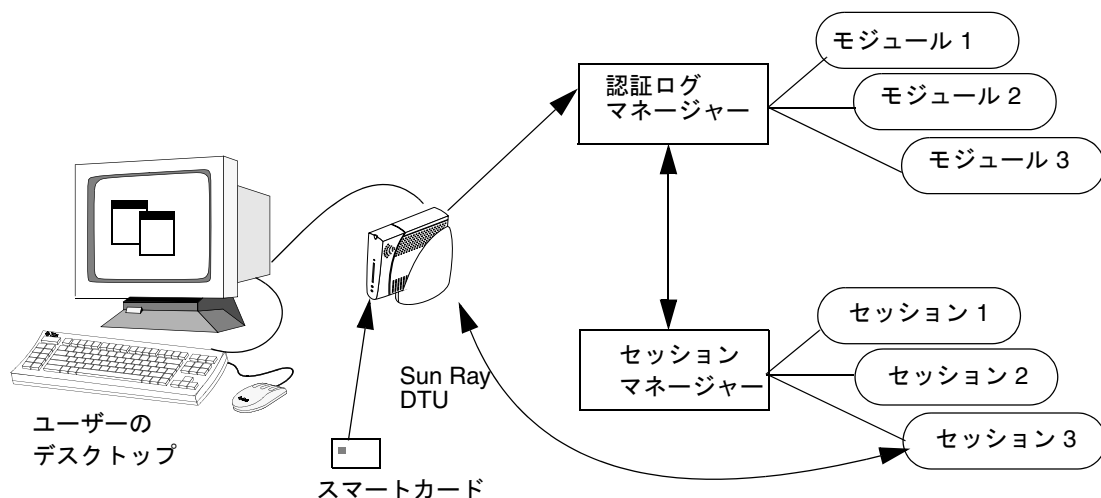 モジュール 1
認証ログ
マネージャー
モジュール 2
モジュール 3
セッション 1
セッション
マネージャー
セッション 2
Sun Ray
DTU
セッション 3
ユーザーの
デスクトップ
スマートカード